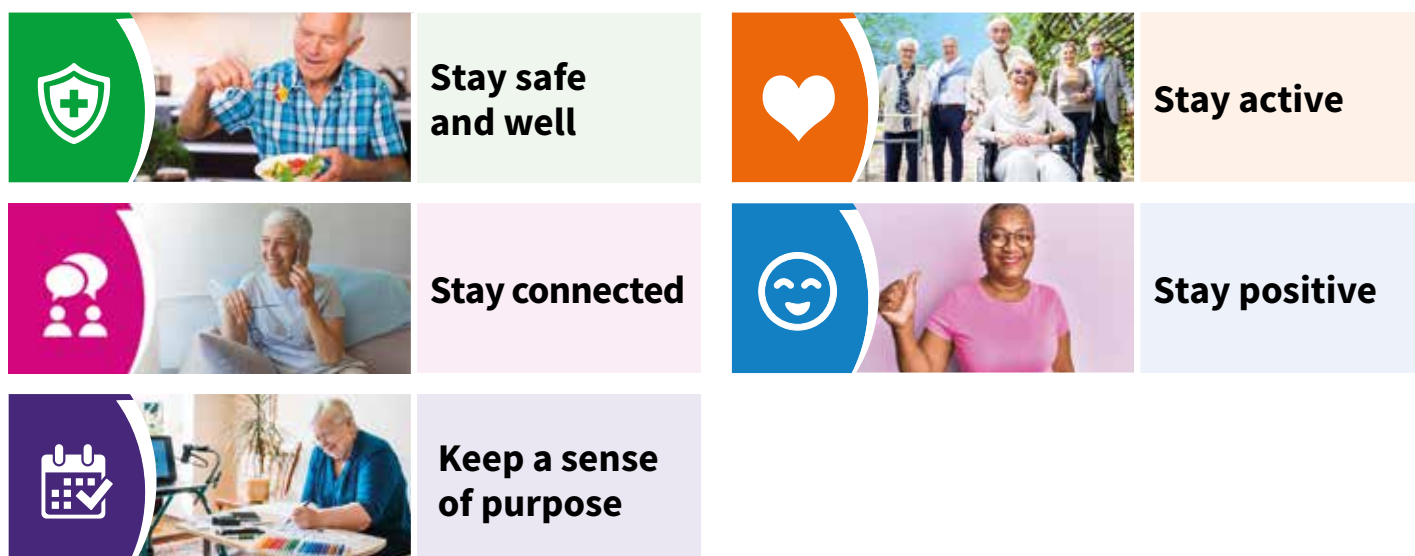 Stay safe
and well
Stay active
Stay connected
Stay positive
Keep a sense
of purpose